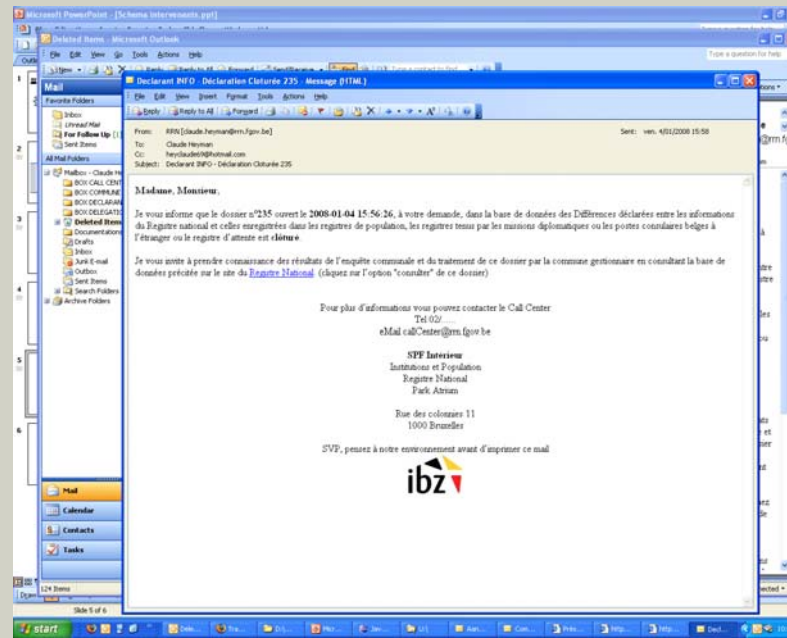 Microsoft PowerPoint - [Schema intervenants.ppt]
Deleted Items - Microsoft Outlook
File Edit View Go Tools Actions Help
Type a question for help
Mail
Favorite Folders
Inbox
Unread Mail
For Follow Up [1]
Sent Items
All Mail Folders
Mailbox - Claude He
BOX CALL CENT
BOX COMMUNE
BOX DECLARAN
BOX DELEGATIO
Deleted Item
Documentations
Drafts
Inbox
Junk E-mail
Outbox
Sent Items
Search Folders
Archive Folders
Mail
Calendar
Contacts
Tasks
124 Items
Slide 5 of 6
Declarant INFO - Déclaration Cloturée 235 - Message (HTML)
File Edit View Insert Format Tools Actions Help
Reply Reply to All Forward
From: RRN [claude.heyman@rrn.fgov.be] Sent: ven. 4/01/2008 15:58
To: Claude Heyman
Cc: heyclaude69@hotmail.com
Subject: Declarant INFO - Déclaration Cloturée 235
Madame, Monsieur,
Je vous informe que le dossier n°235 ouvert le 2008-01-04 15:56:26, à votre demande, dans la base de données des Différences déclarées entre les informations
du Registre national et celles enregistrées dans les registres de population, les registres tenus par les missions diplomatiques ou les postes consulaires belges à
l'étranger ou le registre d'attente est clôturé.
Je vous invite à prendre connaissance des résultats de l'enquête communale et du traitement de ce dossier par la commune gestionnaire en consultant la base de
données précitée sur le site du Registre National. (cliquez sur l'option "consulter" de ce dossier)
Pour plus d'informations vous pouvez contacter le Call Center
Tel:02/......
eMail:callCenter@rrn.fgov.be
SPF Intérieur
Institutions et Population
Registre National
Park Atrium
Rue des colonnies 11
1000 Bruxelles
SVP, pensez à notre environnement avant d'imprimer ce mail
ibz
start